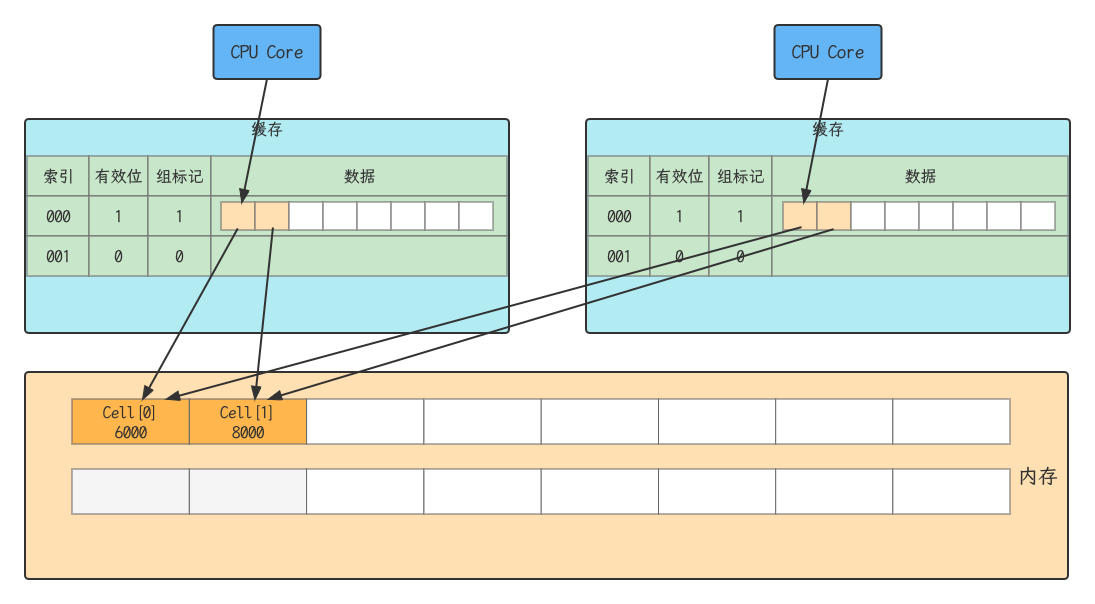 CPU Core
CPU Core
缓存
索引 有效位 组标记 数据
000 1 1
001 0 0
缓存
索引 有效位 组标记 数据
000 1 1
001 0 0
Cell[0] Cell[1]
6000 8000
内存